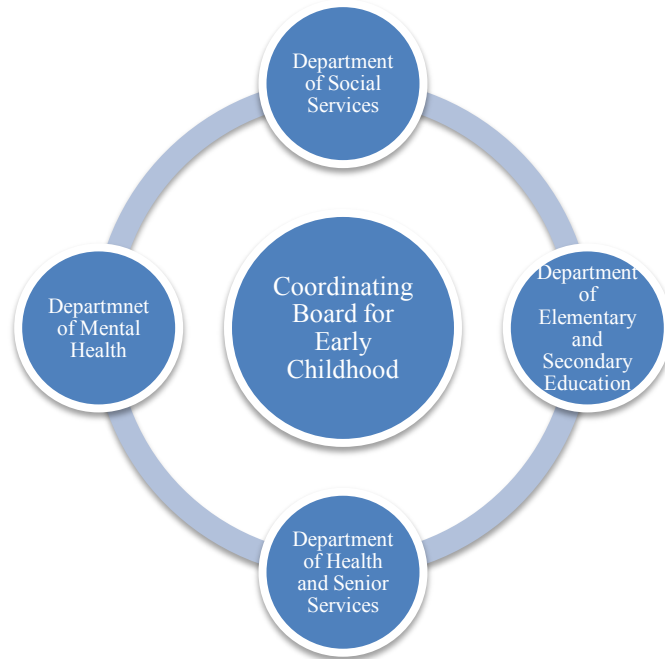 Department
of Social
Services
Departmnet
of Mental
Health
Coordinating
Board for
Early
Childhood
Department
of
Elementary
and
Secondary
Education
Department
of Health
and Senior
Services